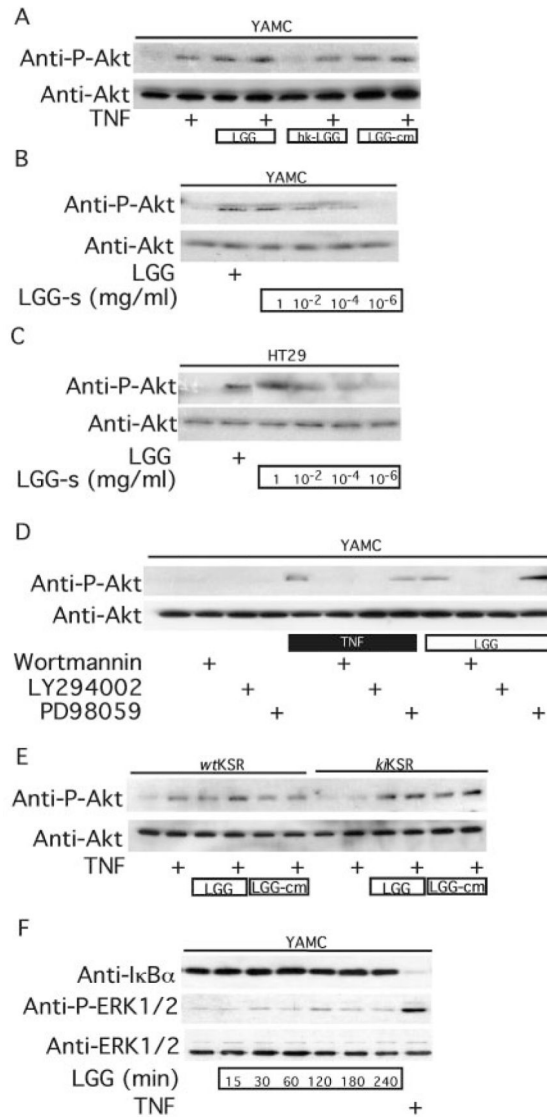 A
YAMC
Anti-P-Akt
Anti-Akt
TNF + + + +
LGG hk-LGG LGG-cm
B
YAMC
Anti-P-Akt
Anti-Akt
LGG +
LGG-s (mg/ml) 1 10⁻² 10⁻⁴ 10⁻⁶
C
HT29
Anti-P-Akt
Anti-Akt
LGG +
LGG-s (mg/ml) 1 10⁻² 10⁻⁴ 10⁻⁶
D
YAMC
Anti-P-Akt
Anti-Akt
TNF LGG
Wortmannin + + +
LY294002 + + +
PD98059 + + +
E
wtKSR kiKSR
Anti-P-Akt
Anti-Akt
TNF + + + + + +
LGG LGG-cm LGG LGG-cm
F
YAMC
Anti-IκBα
Anti-P-ERK1/2
Anti-ERK1/2
LGG (min) 15 30 60 120 180 240
TNF +